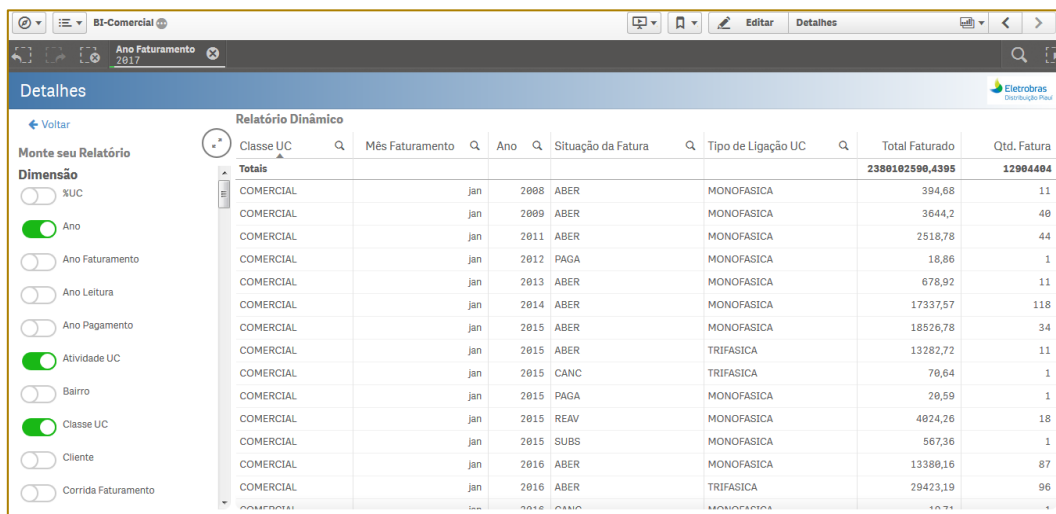 BI-Comercial
Editar
Detalhes
Ano Faturamento
2017
Detalhes
Eletrobras
Distribuição Piauí
Voltar
Monte seu Relatório
Dimensão
%UC
Ano
Ano Faturamento
Ano Leitura
Ano Pagamento
Atividade UC
Bairro
Classe UC
Cliente
Corrida Faturamento
Relatório Dinâmico
Classe UC Mês Faturamento Ano Situação da Fatura Tipo de Ligação UC Total Faturado Qtd. Fatura
Totais 2380102590,4395 12904404
COMERCIAL jan 2008 ABER MONOFASICA 394,68 11
COMERCIAL jan 2009 ABER MONOFASICA 3644,2 40
COMERCIAL jan 2011 ABER MONOFASICA 2518,78 44
COMERCIAL jan 2012 PAGA MONOFASICA 18,86 1
COMERCIAL jan 2013 ABER MONOFASICA 678,92 11
COMERCIAL jan 2014 ABER MONOFASICA 17337,57 118
COMERCIAL jan 2015 ABER MONOFASICA 18526,78 34
COMERCIAL jan 2015 ABER TRIFASICA 13282,72 11
COMERCIAL jan 2015 CANC TRIFASICA 70,64 1
COMERCIAL jan 2015 PAGA MONOFASICA 20,59 1
COMERCIAL jan 2015 REAV MONOFASICA 4024,26 18
COMERCIAL jan 2015 SUBS MONOFASICA 567,36 1
COMERCIAL jan 2016 ABER MONOFASICA 13380,16 87
COMERCIAL jan 2016 ABER TRIFASICA 29423,19 96
COMERCIAL jan 2016 CANC MONOFASICA